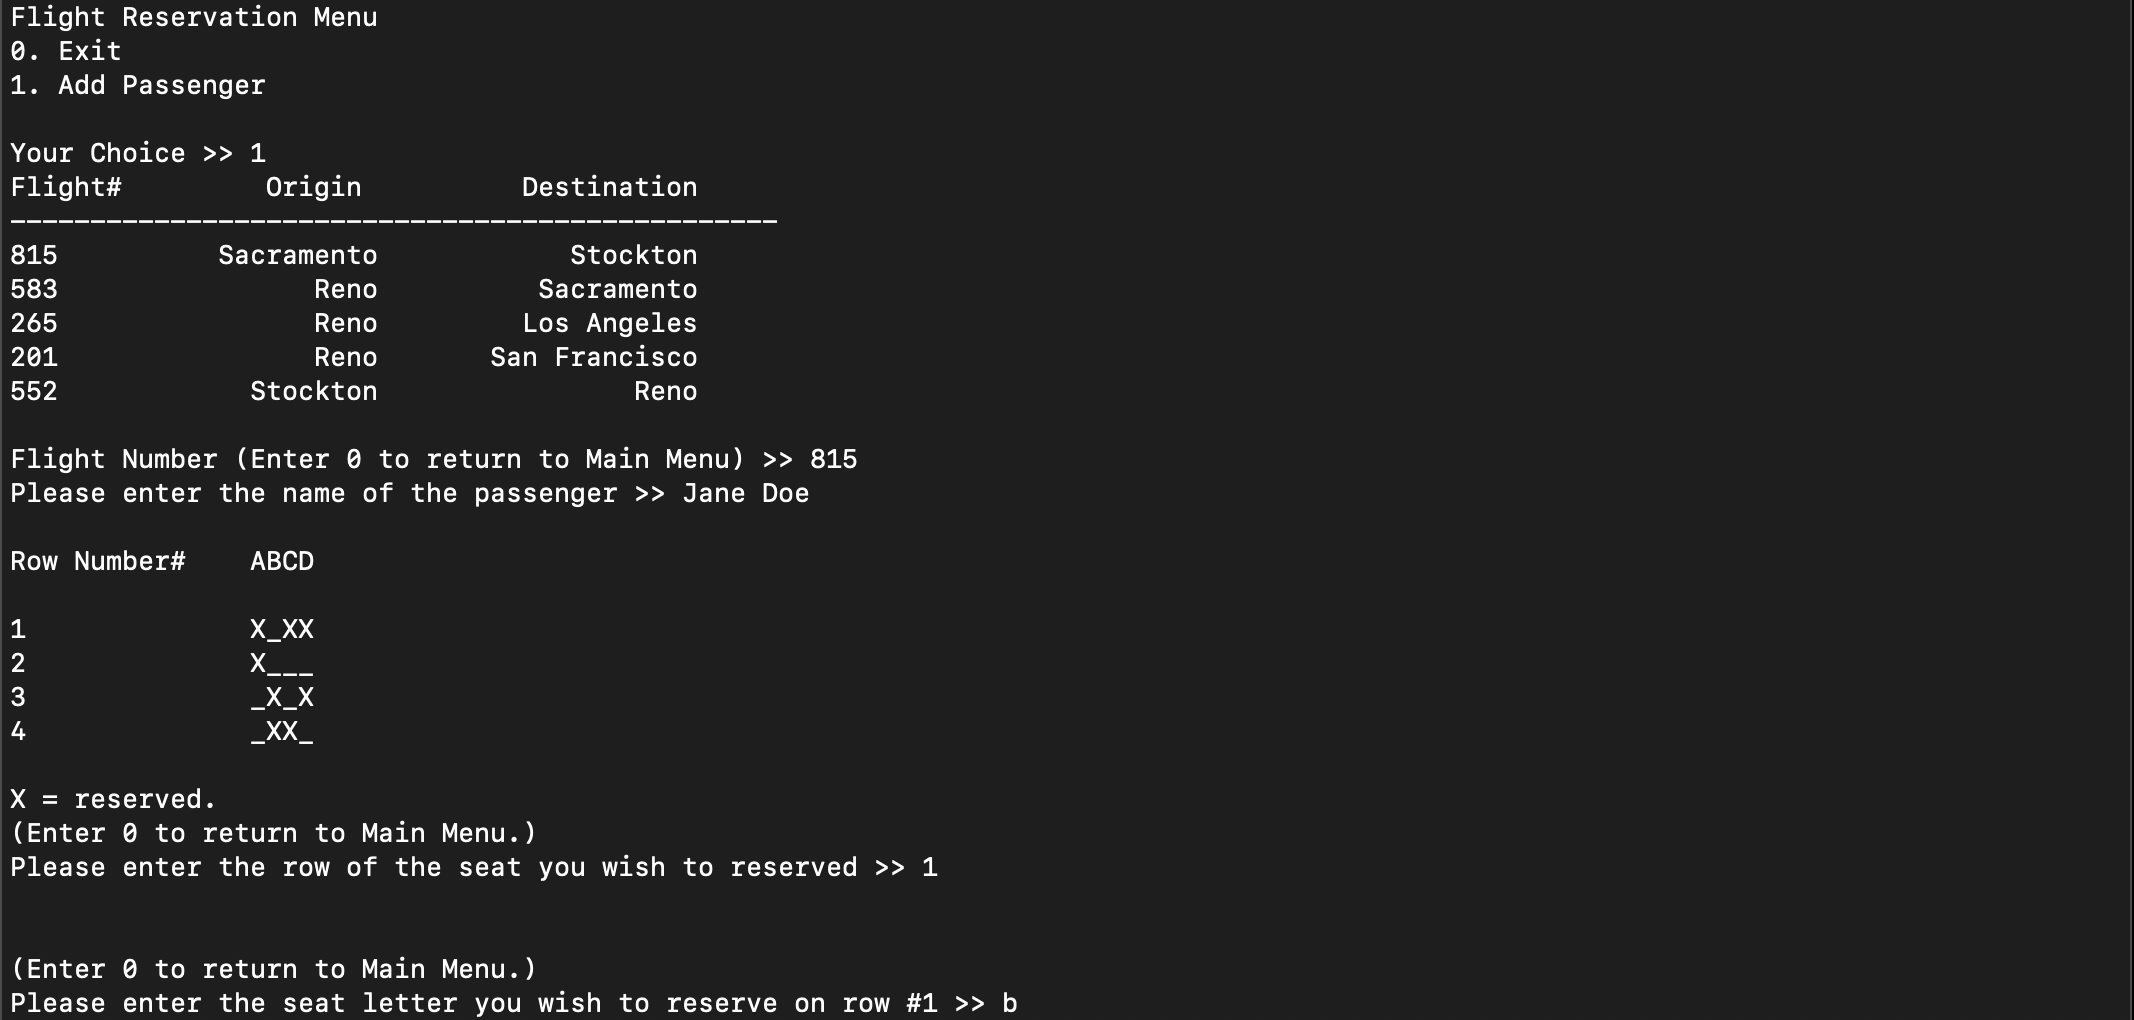 Flight Reservation Menu
0. Exit
1. Add Passenger
Your Choice >> 1
Flight#         Origin          Destination
------------------------------------------------
815          Sacramento            Stockton
583                Reno          Sacramento
265                Reno         Los Angeles
201                Reno       San Francisco
552            Stockton                Reno
Flight Number (Enter 0 to return to Main Menu) >> 815
Please enter the name of the passenger >> Jane Doe
Row Number#    ABCD
1              X_XX
2              X___
3              _X_X
4              _XX_
X = reserved.
(Enter 0 to return to Main Menu.)
Please enter the row of the seat you wish to reserved >> 1
(Enter 0 to return to Main Menu.)
Please enter the seat letter you wish to reserve on row #1 >> b